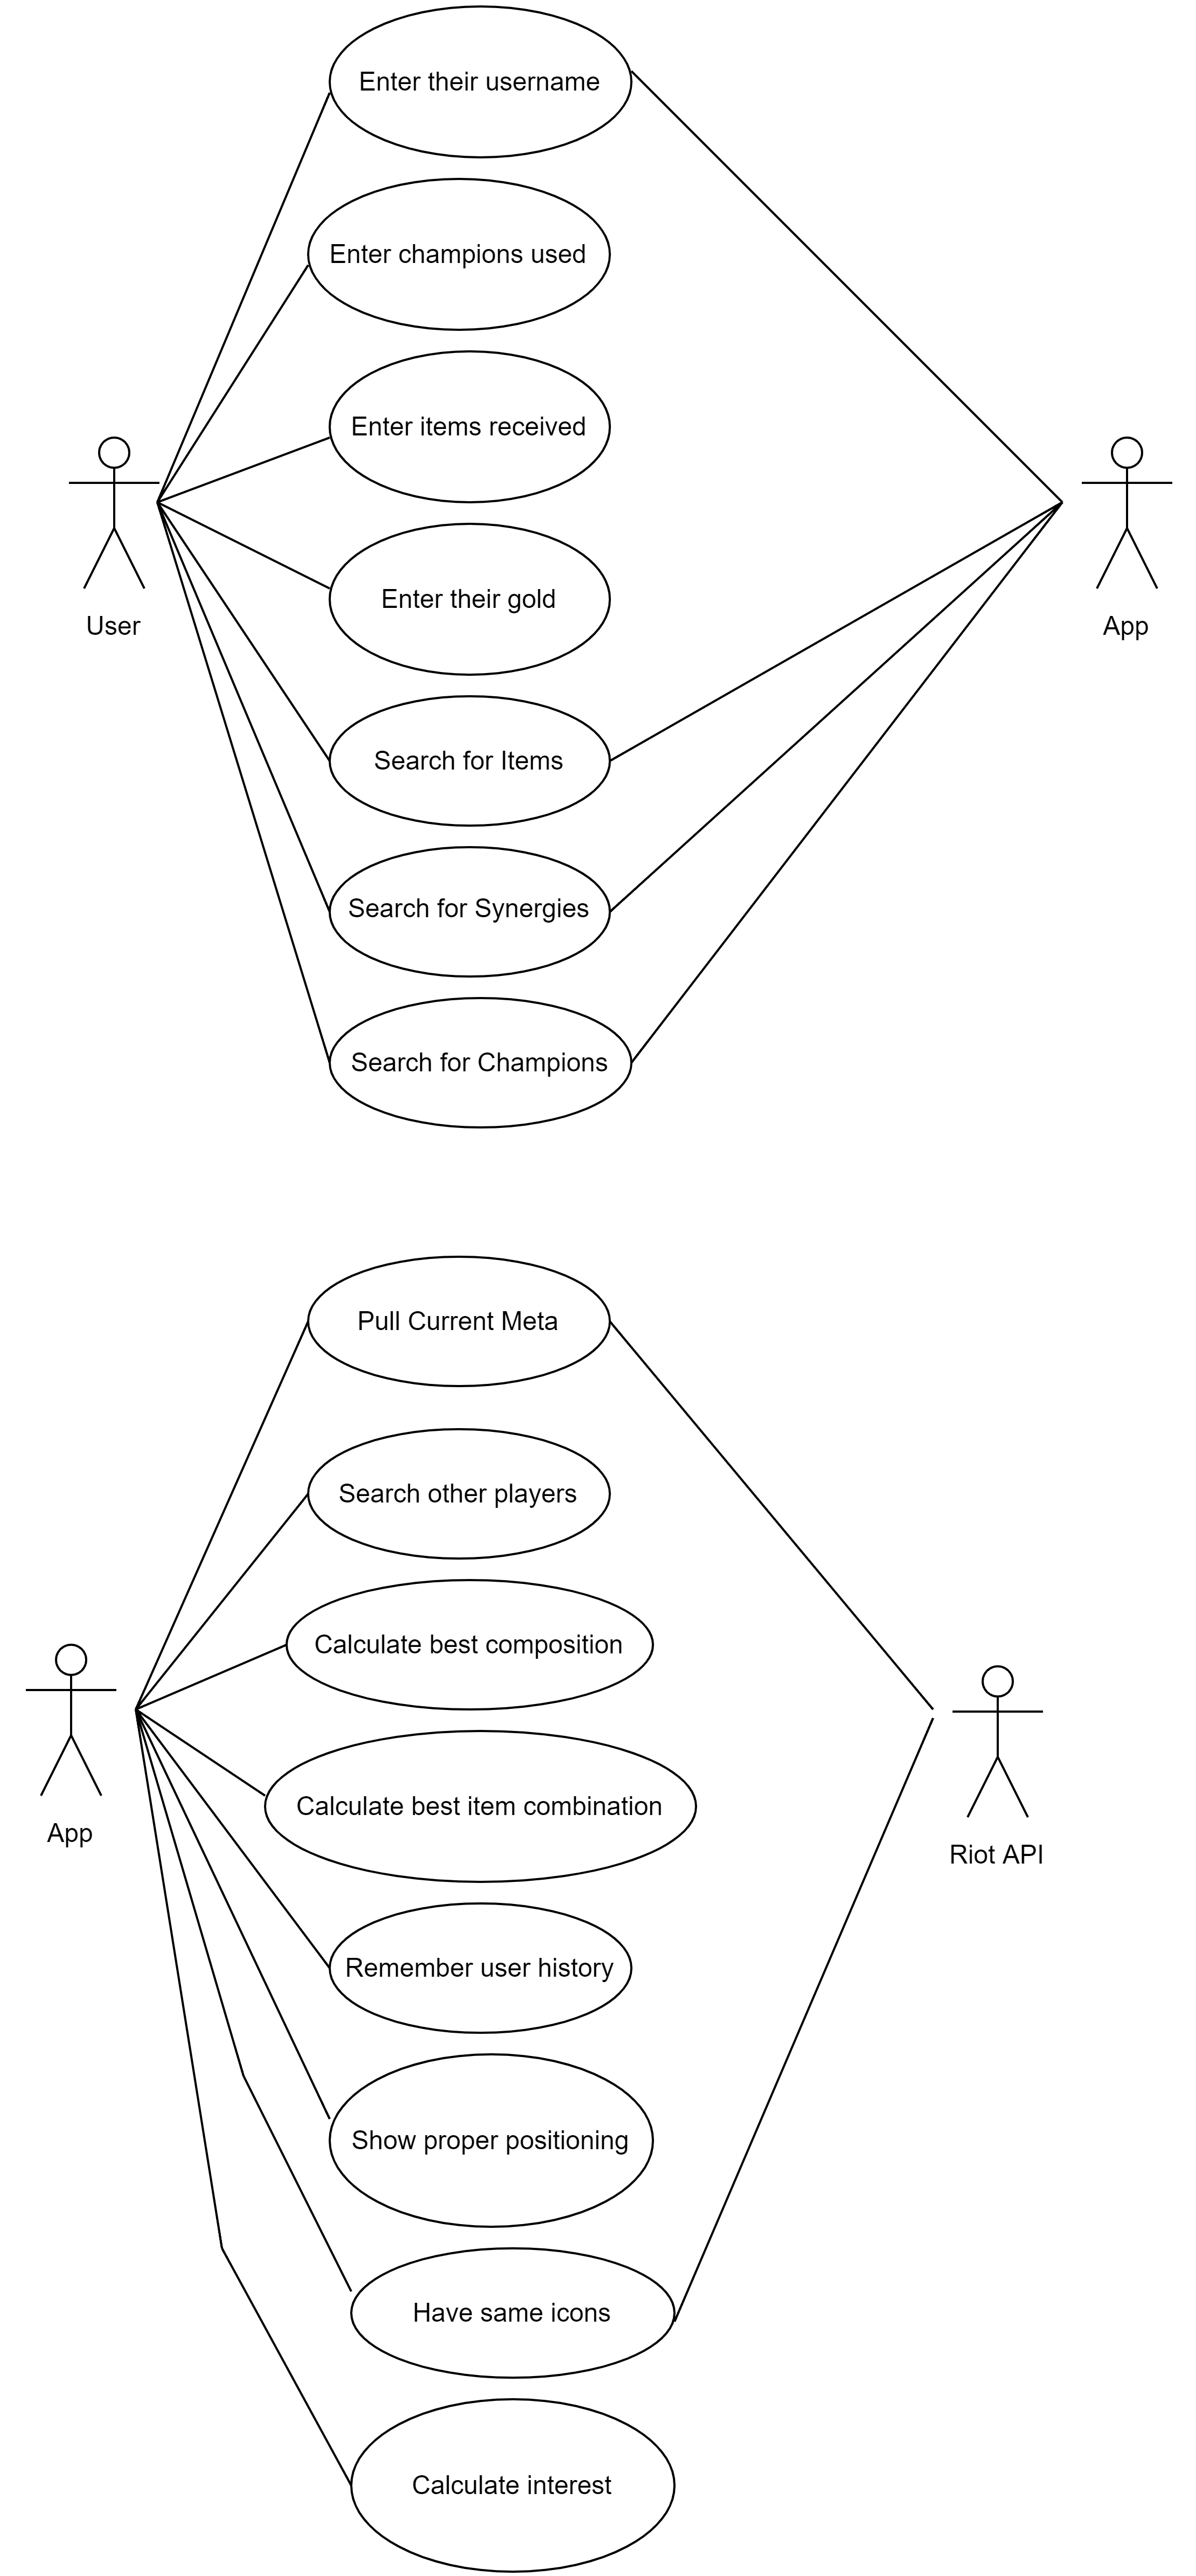 Enter their username
Enter champions used
Enter items received
User
App
Enter their gold
Search for Items
Search for Synergies
Search for Champions
Pull Current Meta
Search other players
Calculate best composition
Calculate best item combination
App
Riot API
Remember user history
Show proper positioning
Have same icons
Calculate interest